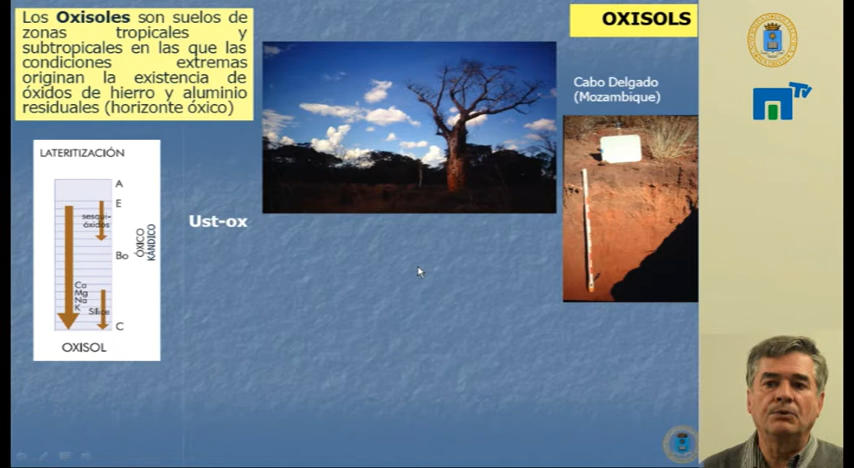 Los Oxisoles son suelos de
zonas tropicales y
subtropicales en las que las
condiciones extremas
originan la existencia de
óxidos de hierro y aluminio
residuales (horizonte óxico)
OXISOLS
Cabo Delgado
(Mozambique)
TV
LATERITIZACIÓN
A
E
sesqui-
óxidos
Bo
ÓXICO
KÁNDICO
Ca
Mg
Na
K
Sílice
C
OXISOL
Ust-ox